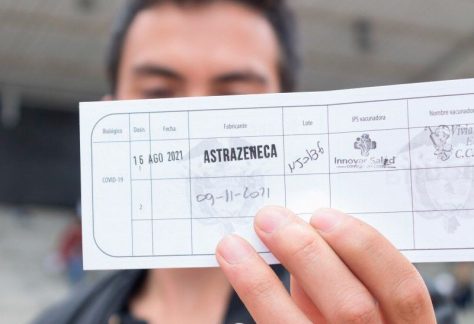 Biológico Dosis Fecha Fabricante Lote IPS vacunadora Nombre vacunad
COVID-19 1 16 AGO 2021 ASTRAZENECA Innovar Salud
2 09-11-2021